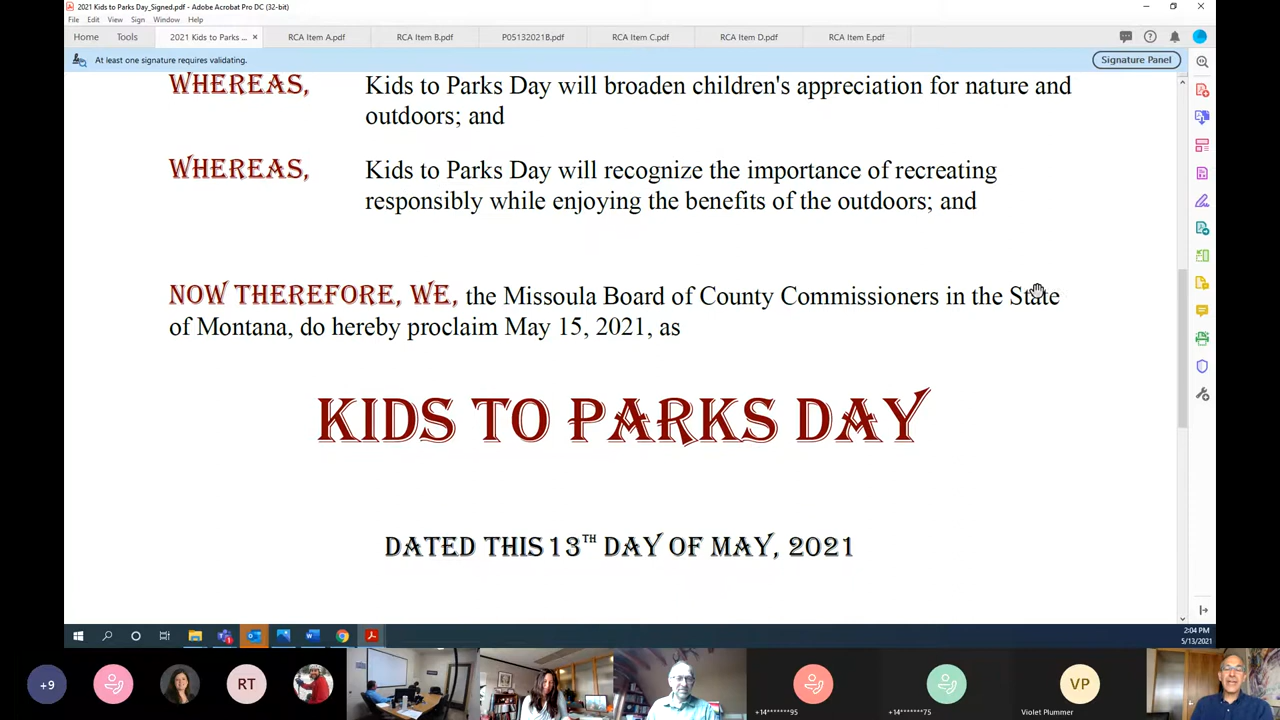 2021 Kids to Parks Day_Signed.pdf - Adobe Acrobat Pro DC (32-bit)
File Edit View Sign Window Help
Home Tools 2021 Kids to Parks ... × RCA Item A.pdf RCA Item B.pdf P05132021B.pdf RCA Item C.pdf RCA Item D.pdf RCA Item E.pdf
At least one signature requires validating. Signature Panel
WHEREAS, Kids to Parks Day will broaden children's appreciation for nature and
outdoors; and
WHEREAS, Kids to Parks Day will recognize the importance of recreating
responsibly while enjoying the benefits of the outdoors; and
NOW THEREFORE, WE, the Missoula Board of County Commissioners in the State
of Montana, do hereby proclaim May 15, 2021, as
KIDS TO PARKS DAY
DATED THIS 13TH DAY OF MAY, 2021
2:04 PM
5/13/2021
+9 RT VP
+14*******95 +14*******75 Violet Plummer